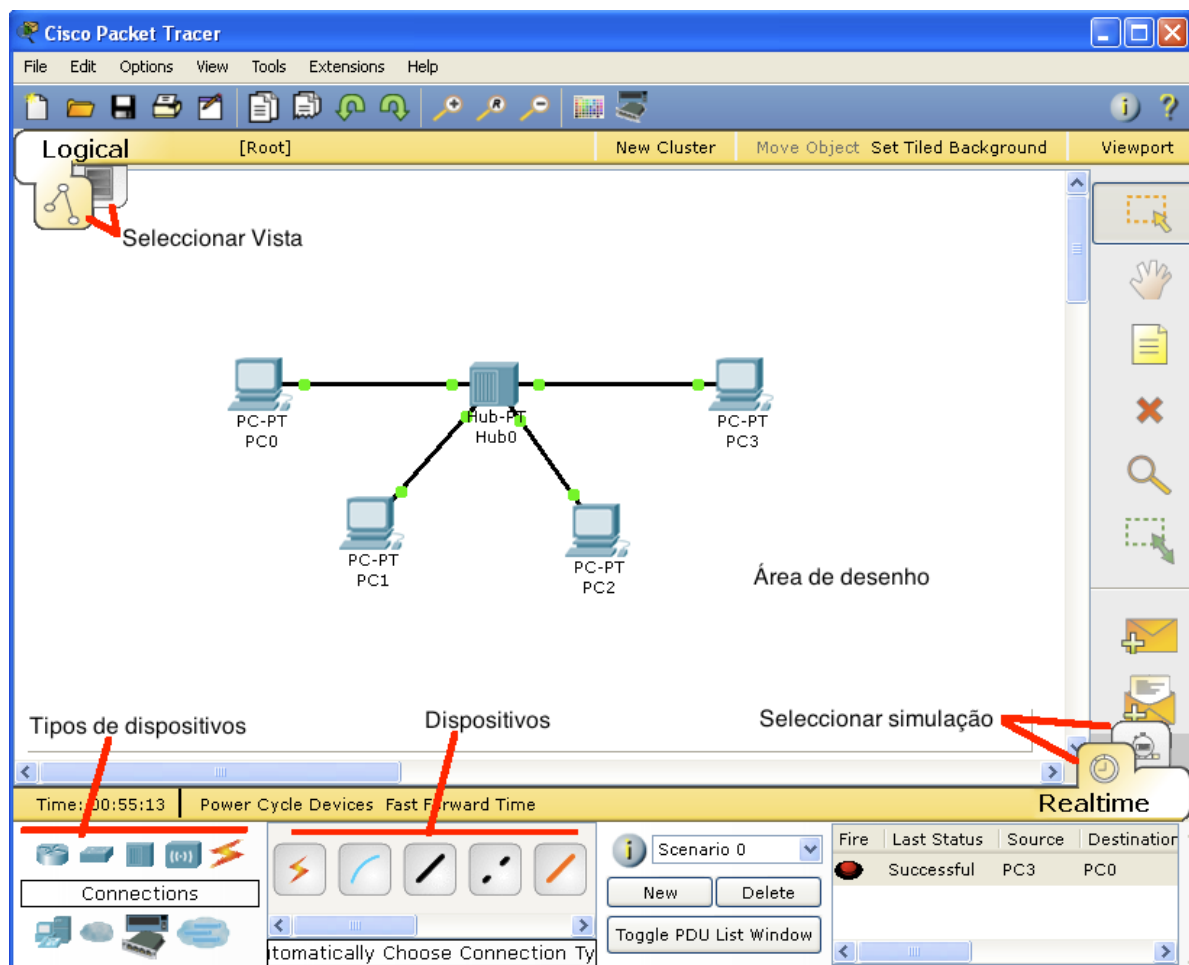 Cisco Packet Tracer
File Edit Options View Tools Extensions Help
Logical [Root] New Cluster Move Object Set Tiled Background Viewport
Seleccionar Vista
PC-PT
PC0
Hub-PT
Hub0
PC-PT
PC3
PC-PT
PC1
PC-PT
PC2
Área de desenho
Tipos de dispositivos
Dispositivos
Seleccionar simulação
Time: 00:55:13 Power Cycle Devices Fast Forward Time Realtime
Connections
utomatically Choose Connection Ty
i Scenario 0
New Delete
Toggle PDU List Window
Fire Last Status Source Destination
Successful PC3 PC0